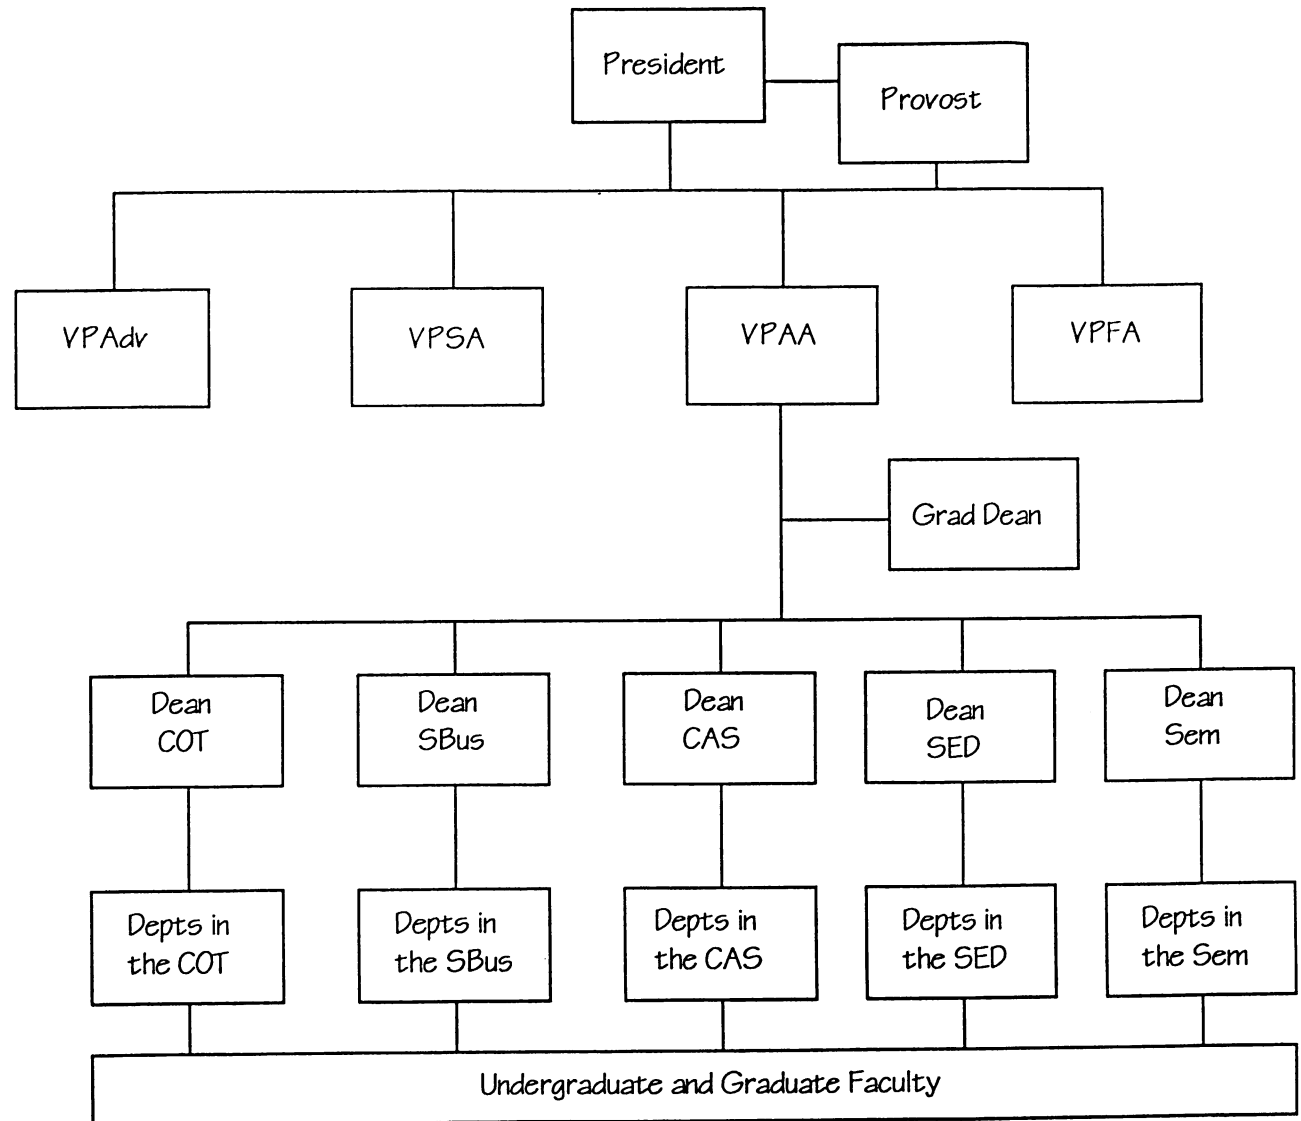 President
Provost
VPAdv
VPSA
VPAA
VPFA
Grad Dean
Dean
COT
Dean
SBus
Dean
CAS
Dean
SED
Dean
Sem
Depts in
the COT
Depts in
the SBus
Depts in
the CAS
Depts in
the SED
Depts in
the Sem
Undergraduate and Graduate Faculty